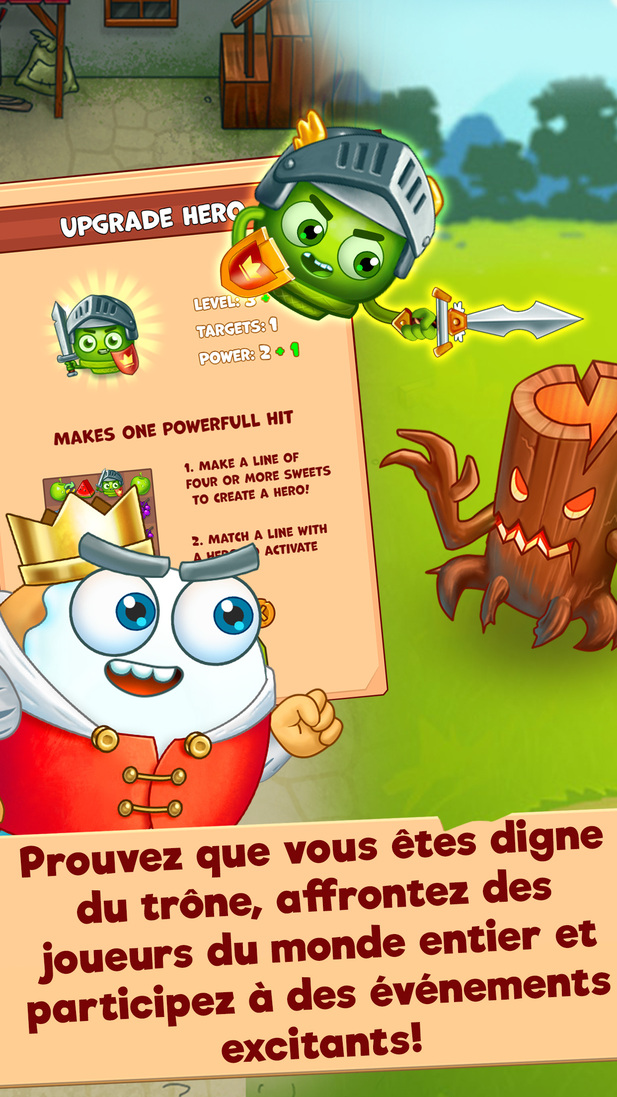 UPGRADE HERO
LEVEL: 3 +
TARGETS: 1
POWER: 2 + 1
MAKES ONE POWERFULL HIT
1. MAKE A LINE OF
FOUR OR MORE SWEETS
TO CREATE A HERO!
2. MATCH A LINE WITH
A ACTIVATE
Prouvez que vous êtes digne
du trône, affrontez des
joueurs du monde entier et
participez à des événements
excitants!